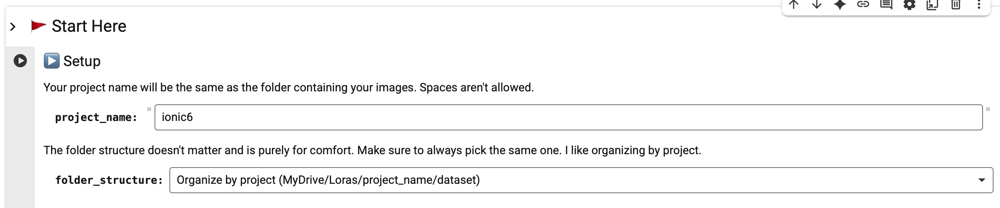 Start Here
Setup
Your project name will be the same as the folder containing your images. Spaces aren't allowed.
project_name: " ionic6 "
The folder structure doesn't matter and is purely for comfort. Make sure to always pick the same one. I like organizing by project.
folder_structure: Organize by project (MyDrive/Loras/project_name/dataset)